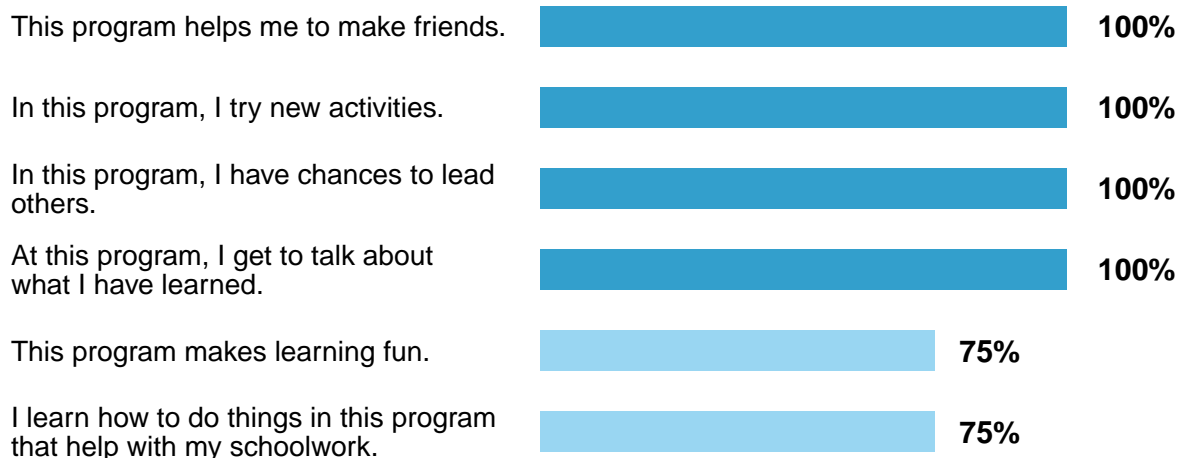 This program helps me to make friends. 100%
In this program, I try new activities. 100%
In this program, I have chances to lead
others. 100%
At this program, I get to talk about
what I have learned. 100%
This program makes learning fun. 75%
I learn how to do things in this program
that help with my schoolwork. 75%